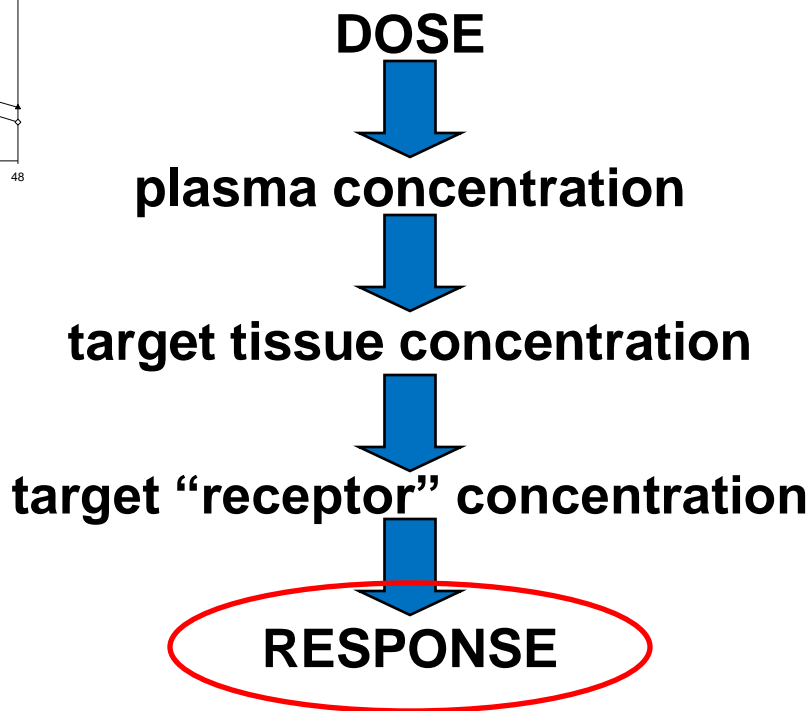 DOSE
48
plasma concentration
target tissue concentration
target “receptor” concentration
RESPONSE